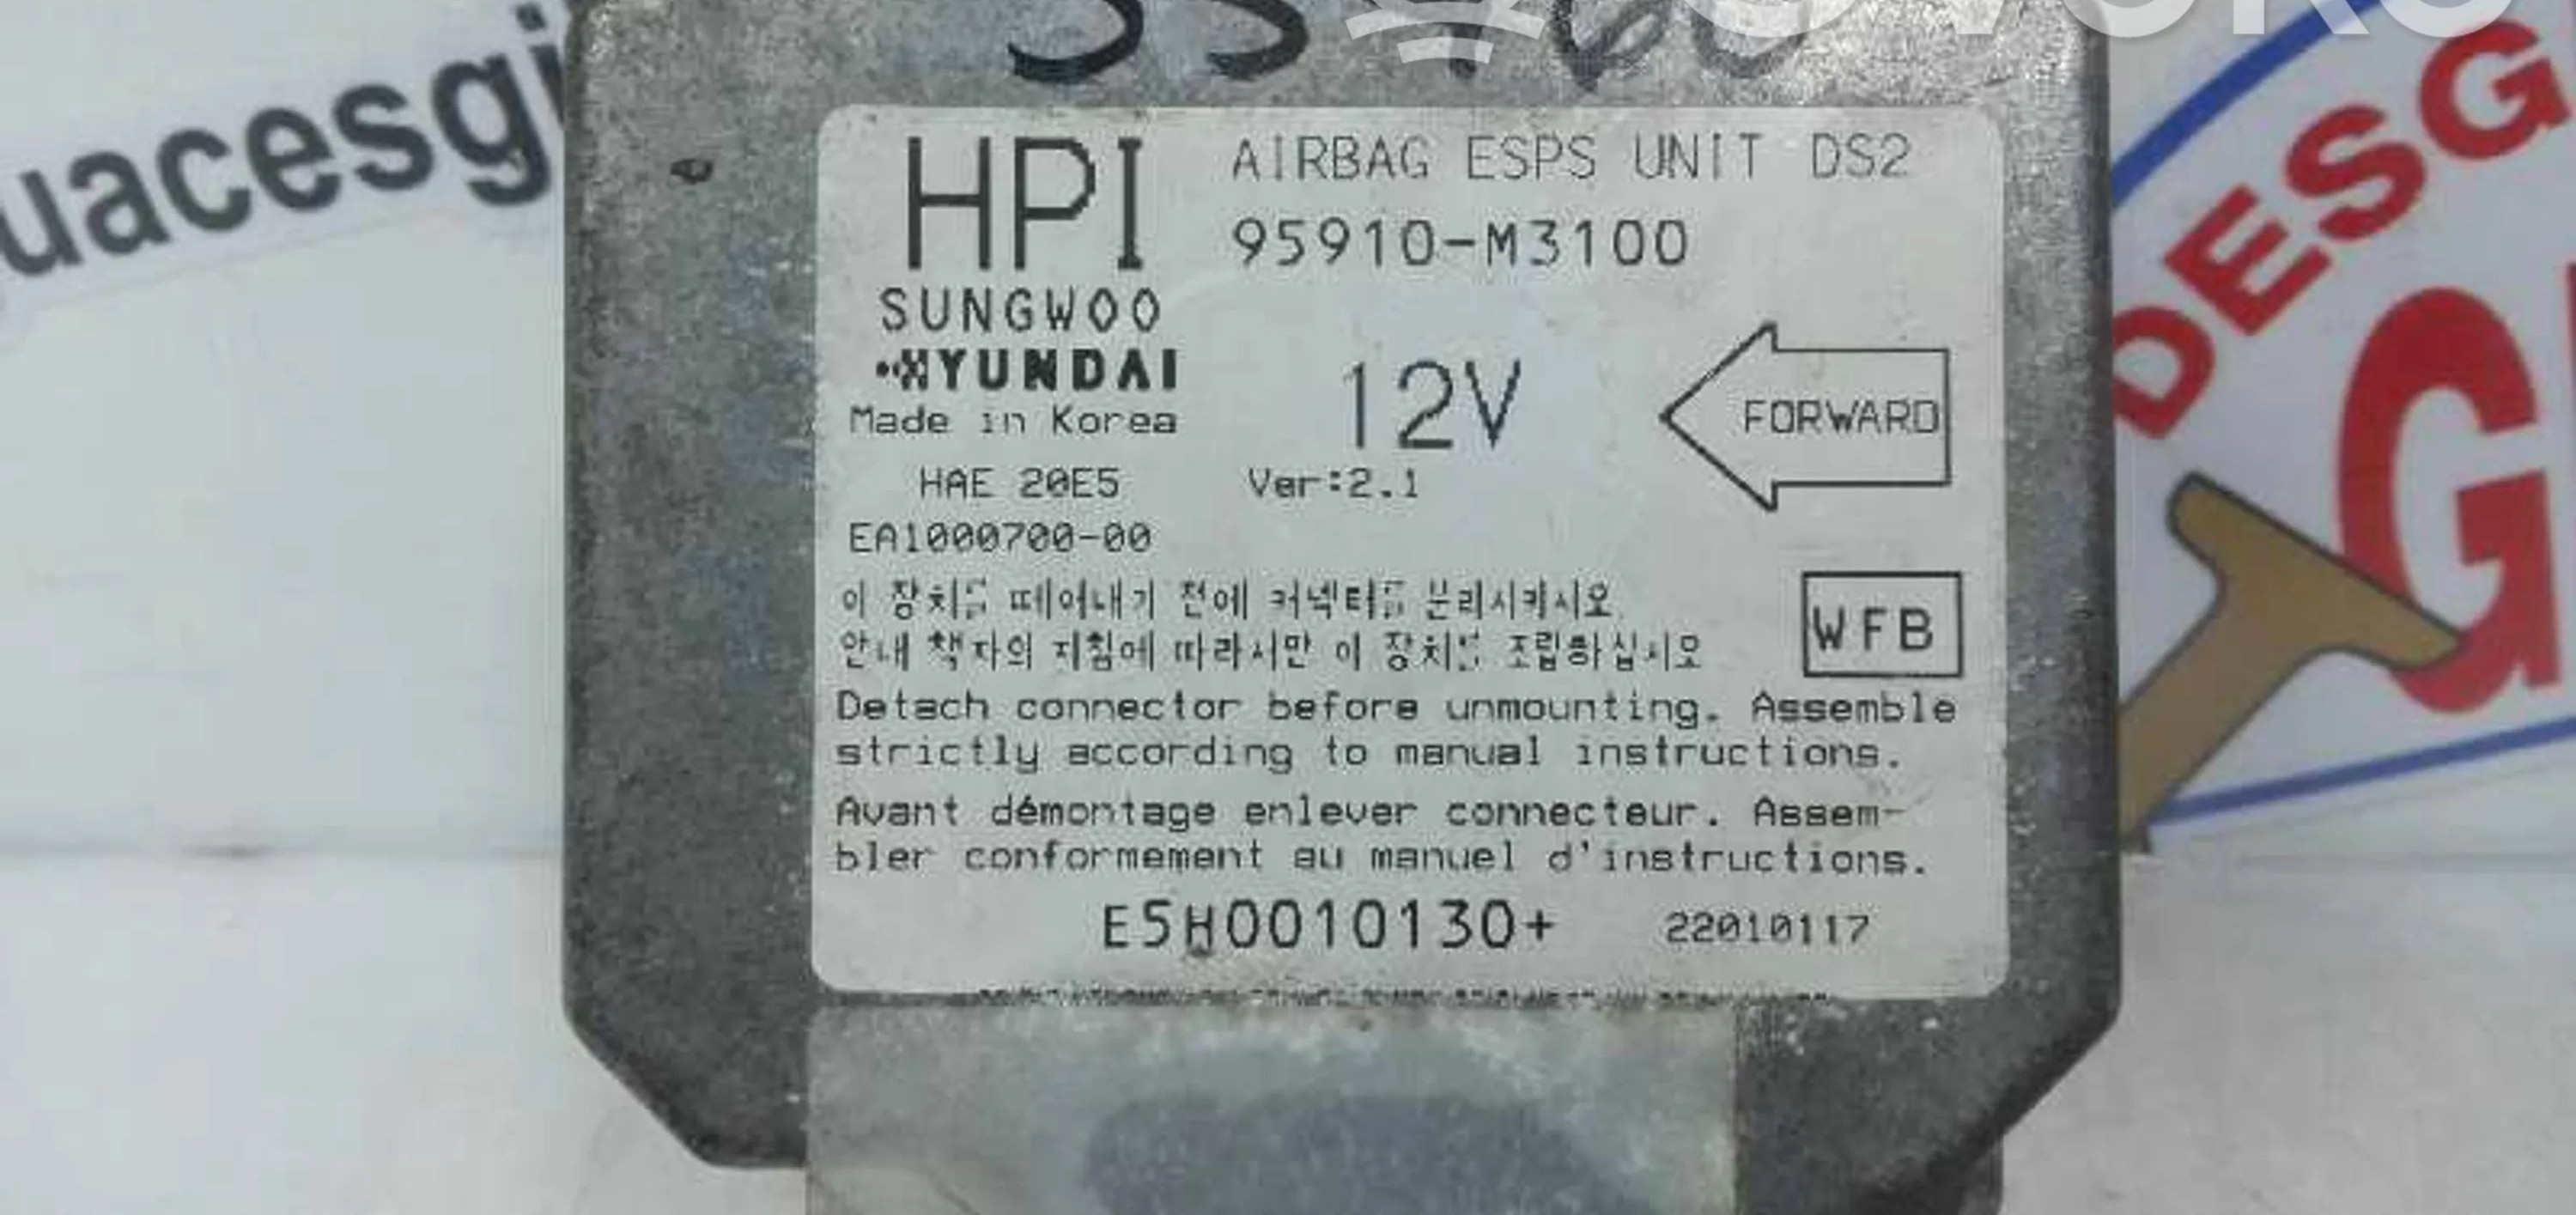 uacesgi
DESG
G
HPI
AIRBAG ESPS UNIT DS2
95910-M3100
SUNGWOO
HYUNDAI
Made in Korea
12V
FORWARD
HAE 20E5
Ver:2.1
EA1000700-00
이 장치를 떼어내기 전에 커넥터를 분리시키시오
안내 책자의 지침에 따라서만 이 장치를 조립하십시오
WFB
Detach connector before unmounting. Assemble
strictly according to manual instructions.
Avant démontage enlever connecteur. Assem-
bler conformement au manuel d'instructions.
E5H0010130+
22010117